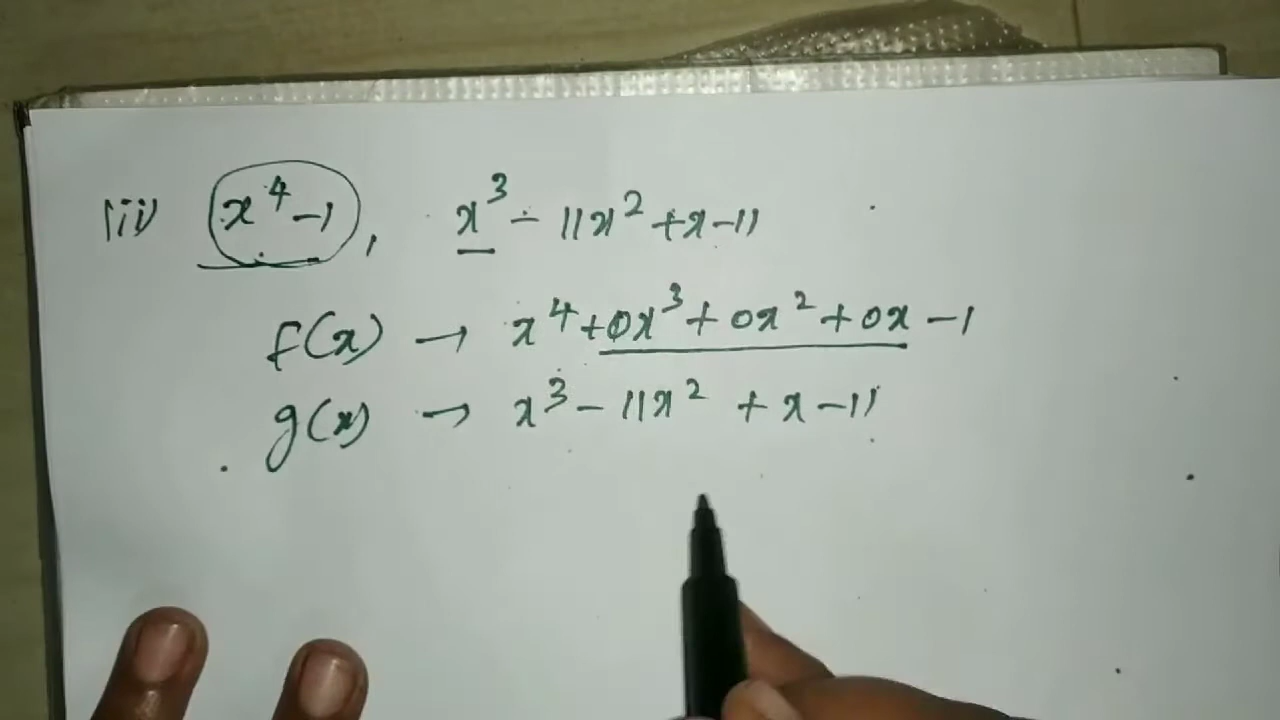 (ii) x⁴-1, x³ - 11x² +x-11
f(x) → x⁴+0x³+0x²+0x-1
g(x) → x³-11x² +x-11